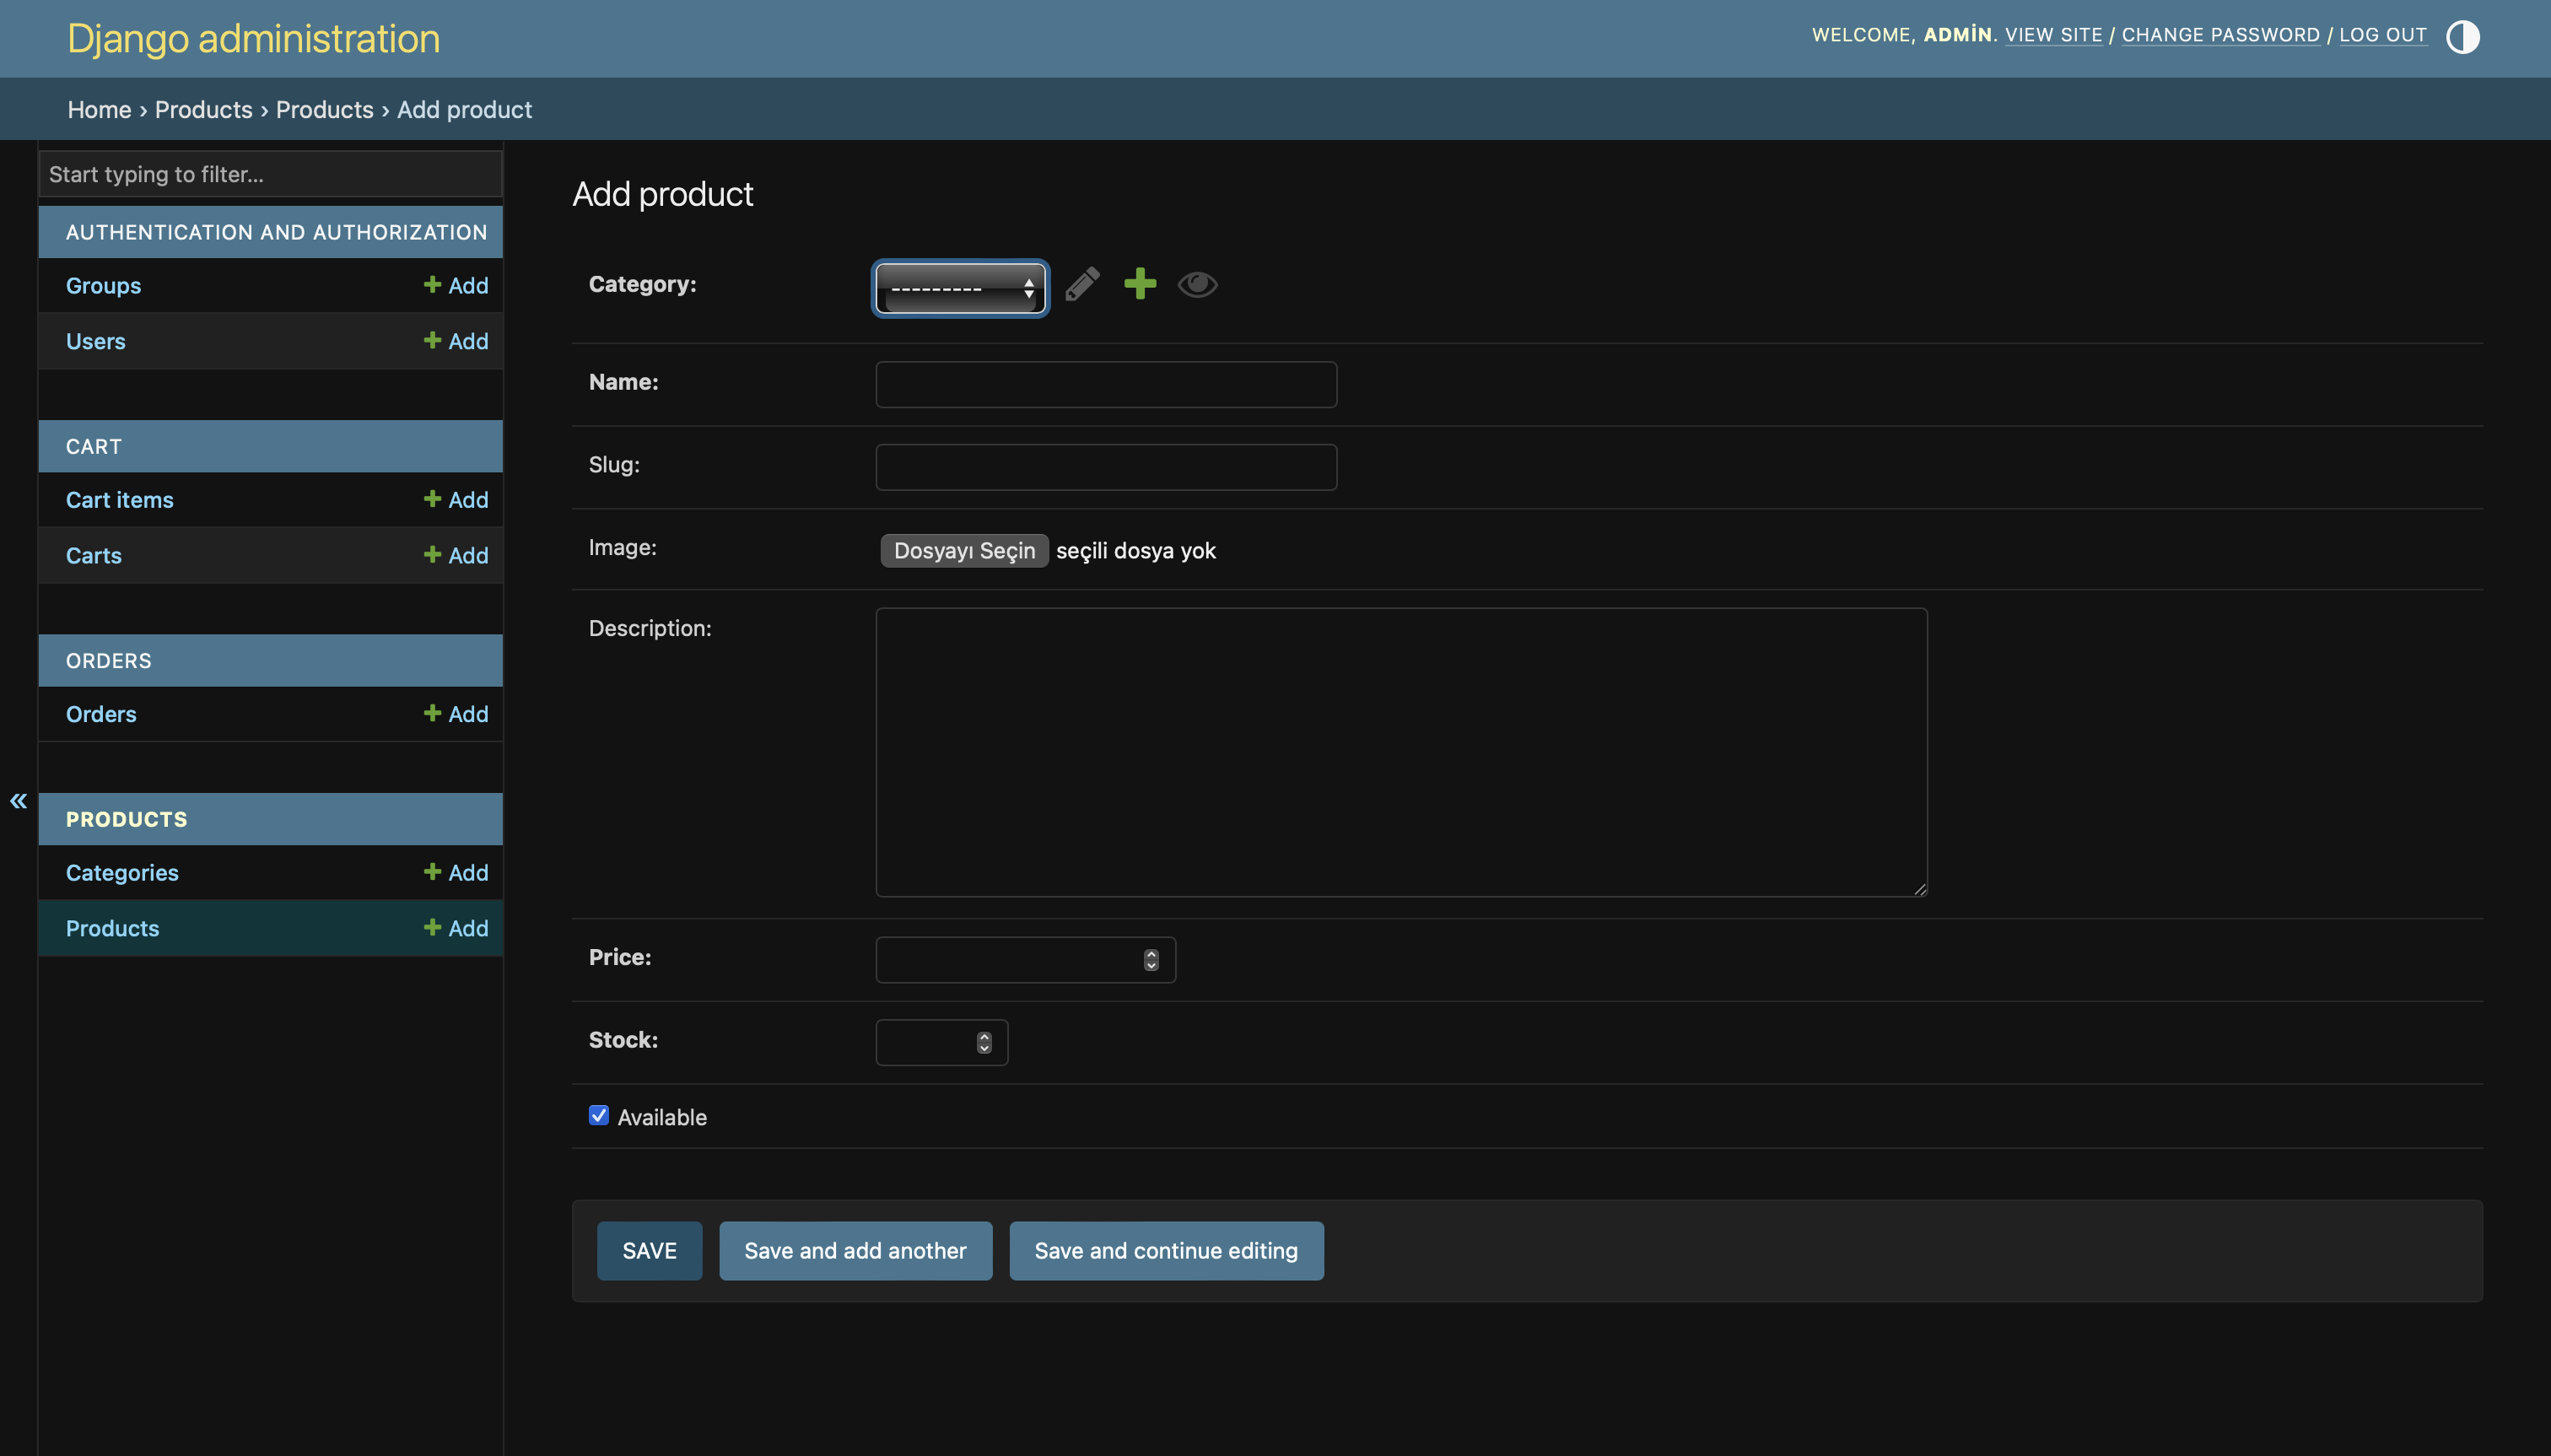 Django administration
WELCOME, ADMİN. VIEW SITE / CHANGE PASSWORD / LOG OUT
Home › Products › Products › Add product
Start typing to filter...
AUTHENTICATION AND AUTHORIZATION
Groups Add
Users Add
CART
Cart items Add
Carts Add
ORDERS
Orders Add
PRODUCTS
Categories Add
Products Add
Add product
Category: ---------
Name:
Slug:
Image: Dosyayı Seçin seçili dosya yok
Description:
Price:
Stock:
Available
SAVE Save and add another Save and continue editing